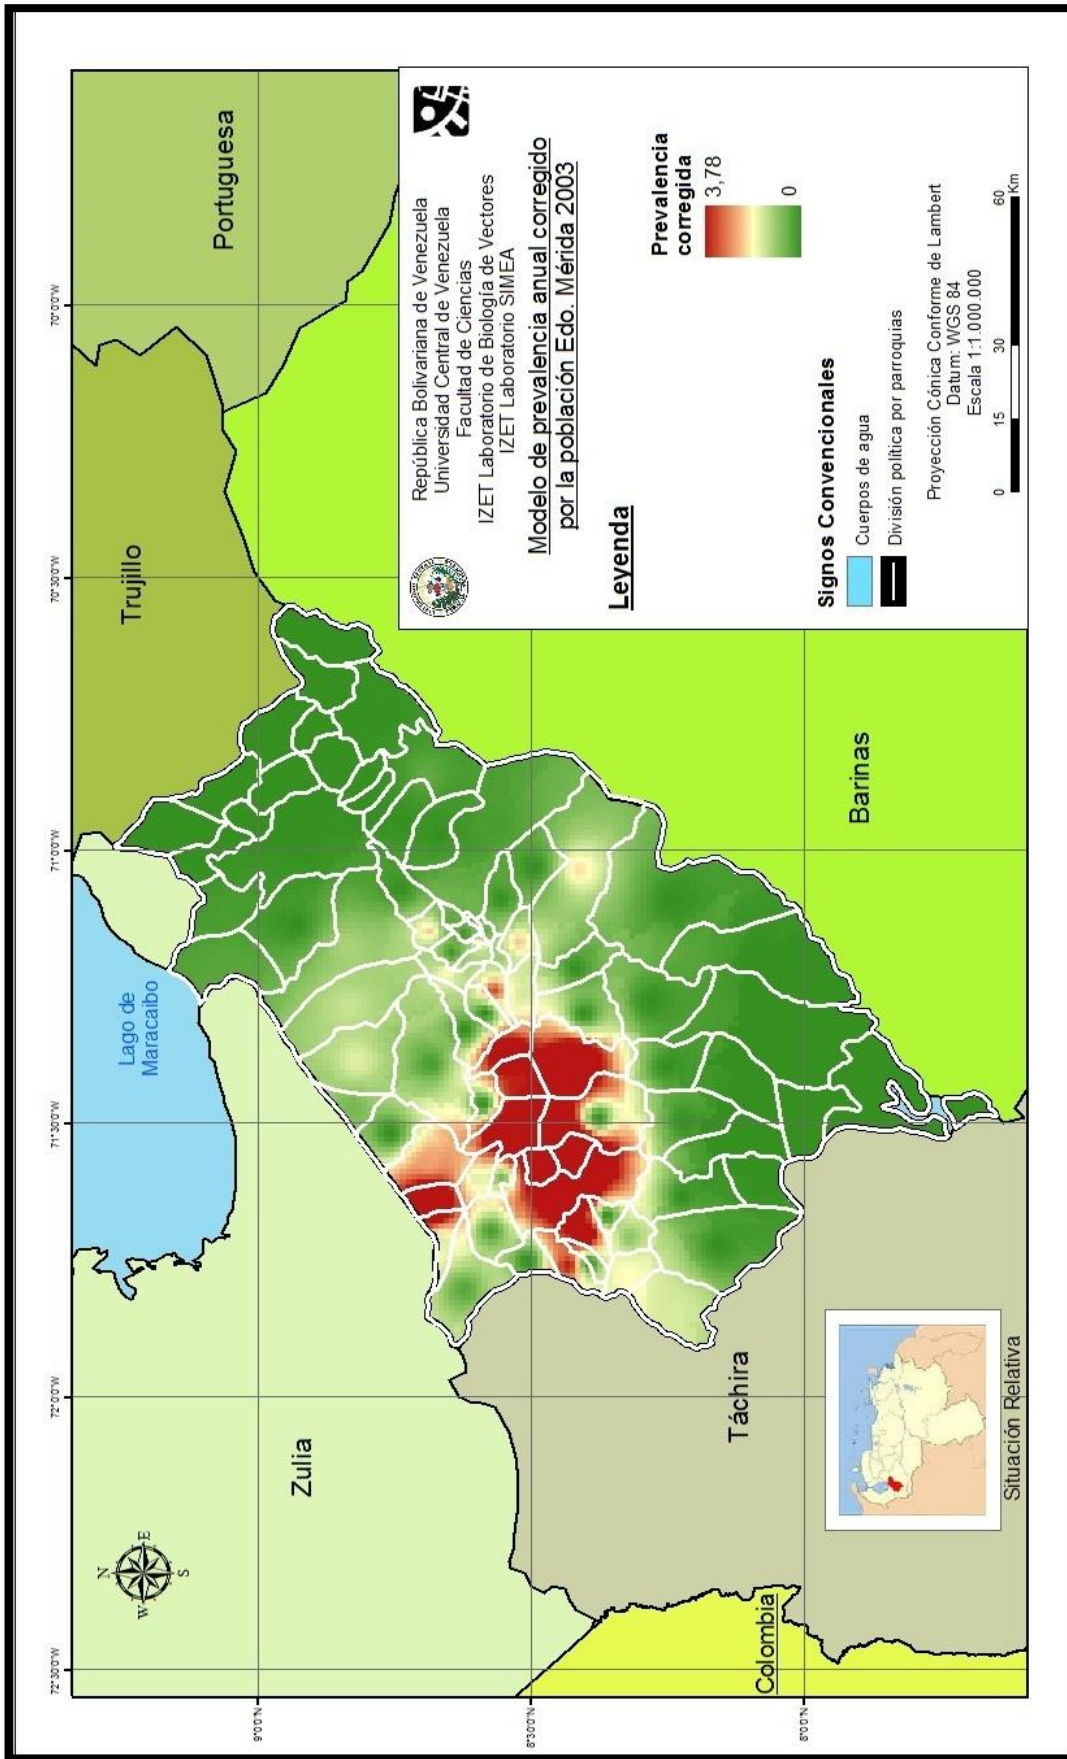 72°30'0"W
72°0'0"W
71°30'0"W
71°0'0"W
70°30'0"W
70°0'0"W
9°0'0"N
8°30'0"N
8°0'0"N
N
W
E
S
Lago de
Maracaibo
Zulia
Trujillo
Portuguesa
Táchira
Barinas
Colombia
Situación Relativa
República Bolivariana de Venezuela
Universidad Central de Venezuela
Facultad de Ciencias
IZET Laboratorio de Biología de Vectores
IZET Laboratorio SIMEA
Modelo de prevalencia anual corregido
por la población Edo. Mérida 2003
Leyenda
Prevalencia
corregida
3,78
0
Signos Convencionales
Cuerpos de agua
División política por parroquias
Proyección Cónica Conforme de Lambert
Datum: WGS 84
Escala 1:1.000.000
0 15 30 60
Km